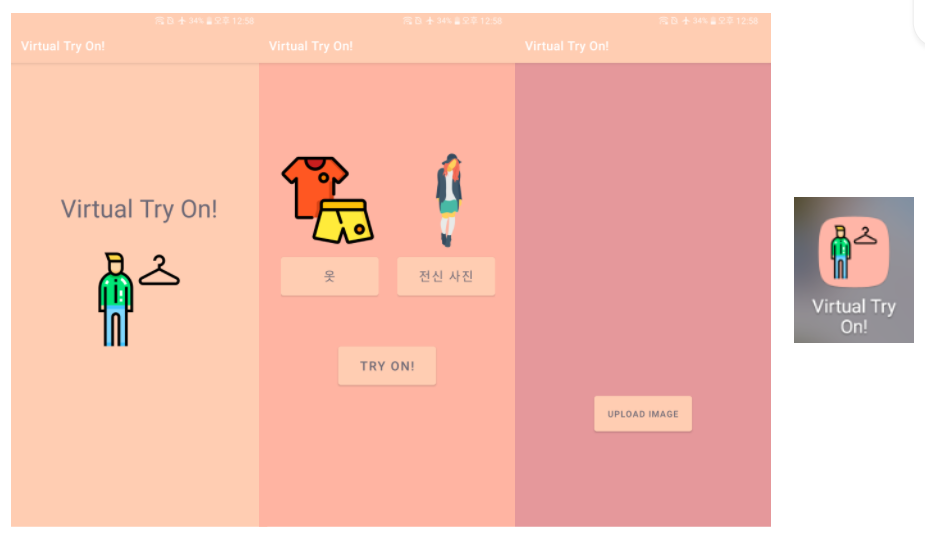 34% 오후 12:58
34% 오후 12:58
34% 오후 12:58
Virtual Try On!
Virtual Try On!
Virtual Try On!
Virtual Try On!
옷
전신 사진
TRY ON!
UPLOAD IMAGE
Virtual Try
On!